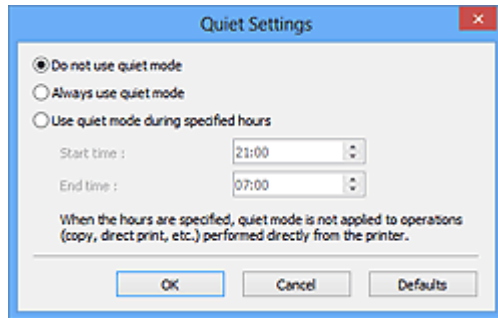 Quiet Settings
Do not use quiet mode
Always use quiet mode
Use quiet mode during specified hours
Start time : 21:00
End time : 07:00
When the hours are specified, quiet mode is not applied to operations
(copy, direct print, etc.) performed directly from the printer.
OK Cancel Defaults